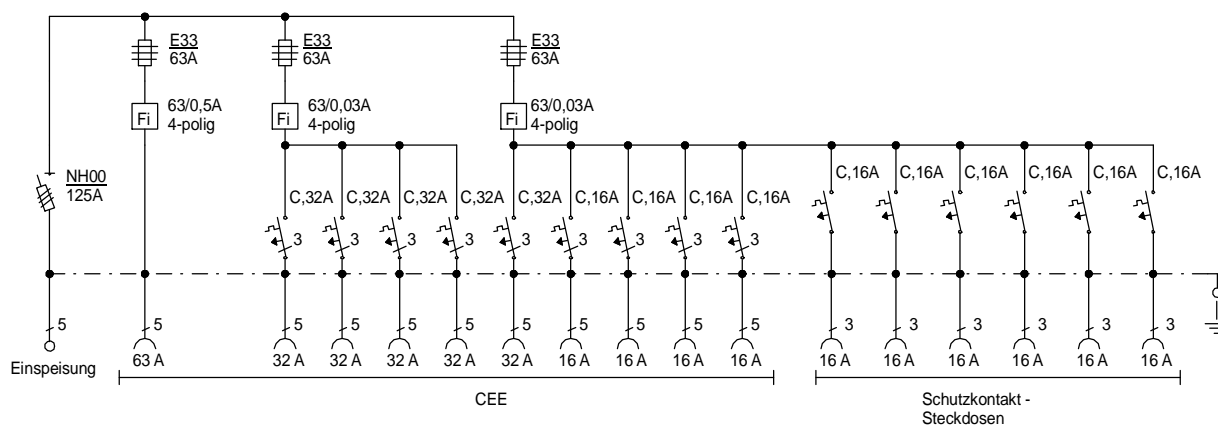 E33
63A
E33
63A
E33
63A
Fi
63/0,5A
4-polig
Fi
63/0,03A
4-polig
Fi
63/0,03A
4-polig
NH00
125A
C,32A
C,32A
C,32A
C,32A
C,32A
C,16A
C,16A
C,16A
C,16A
C,16A
C,16A
C,16A
C,16A
C,16A
C,16A
3
3
3
3
3
3
3
3
3
5
5
5
5
5
5
5
5
5
5
5
3
3
3
3
3
3
Einspeisung
63 A
32 A
32 A
32 A
32 A
32 A
16 A
16 A
16 A
16 A
16 A
16 A
16 A
16 A
16 A
16 A
CEE
Schutzkontakt -
Steckdosen